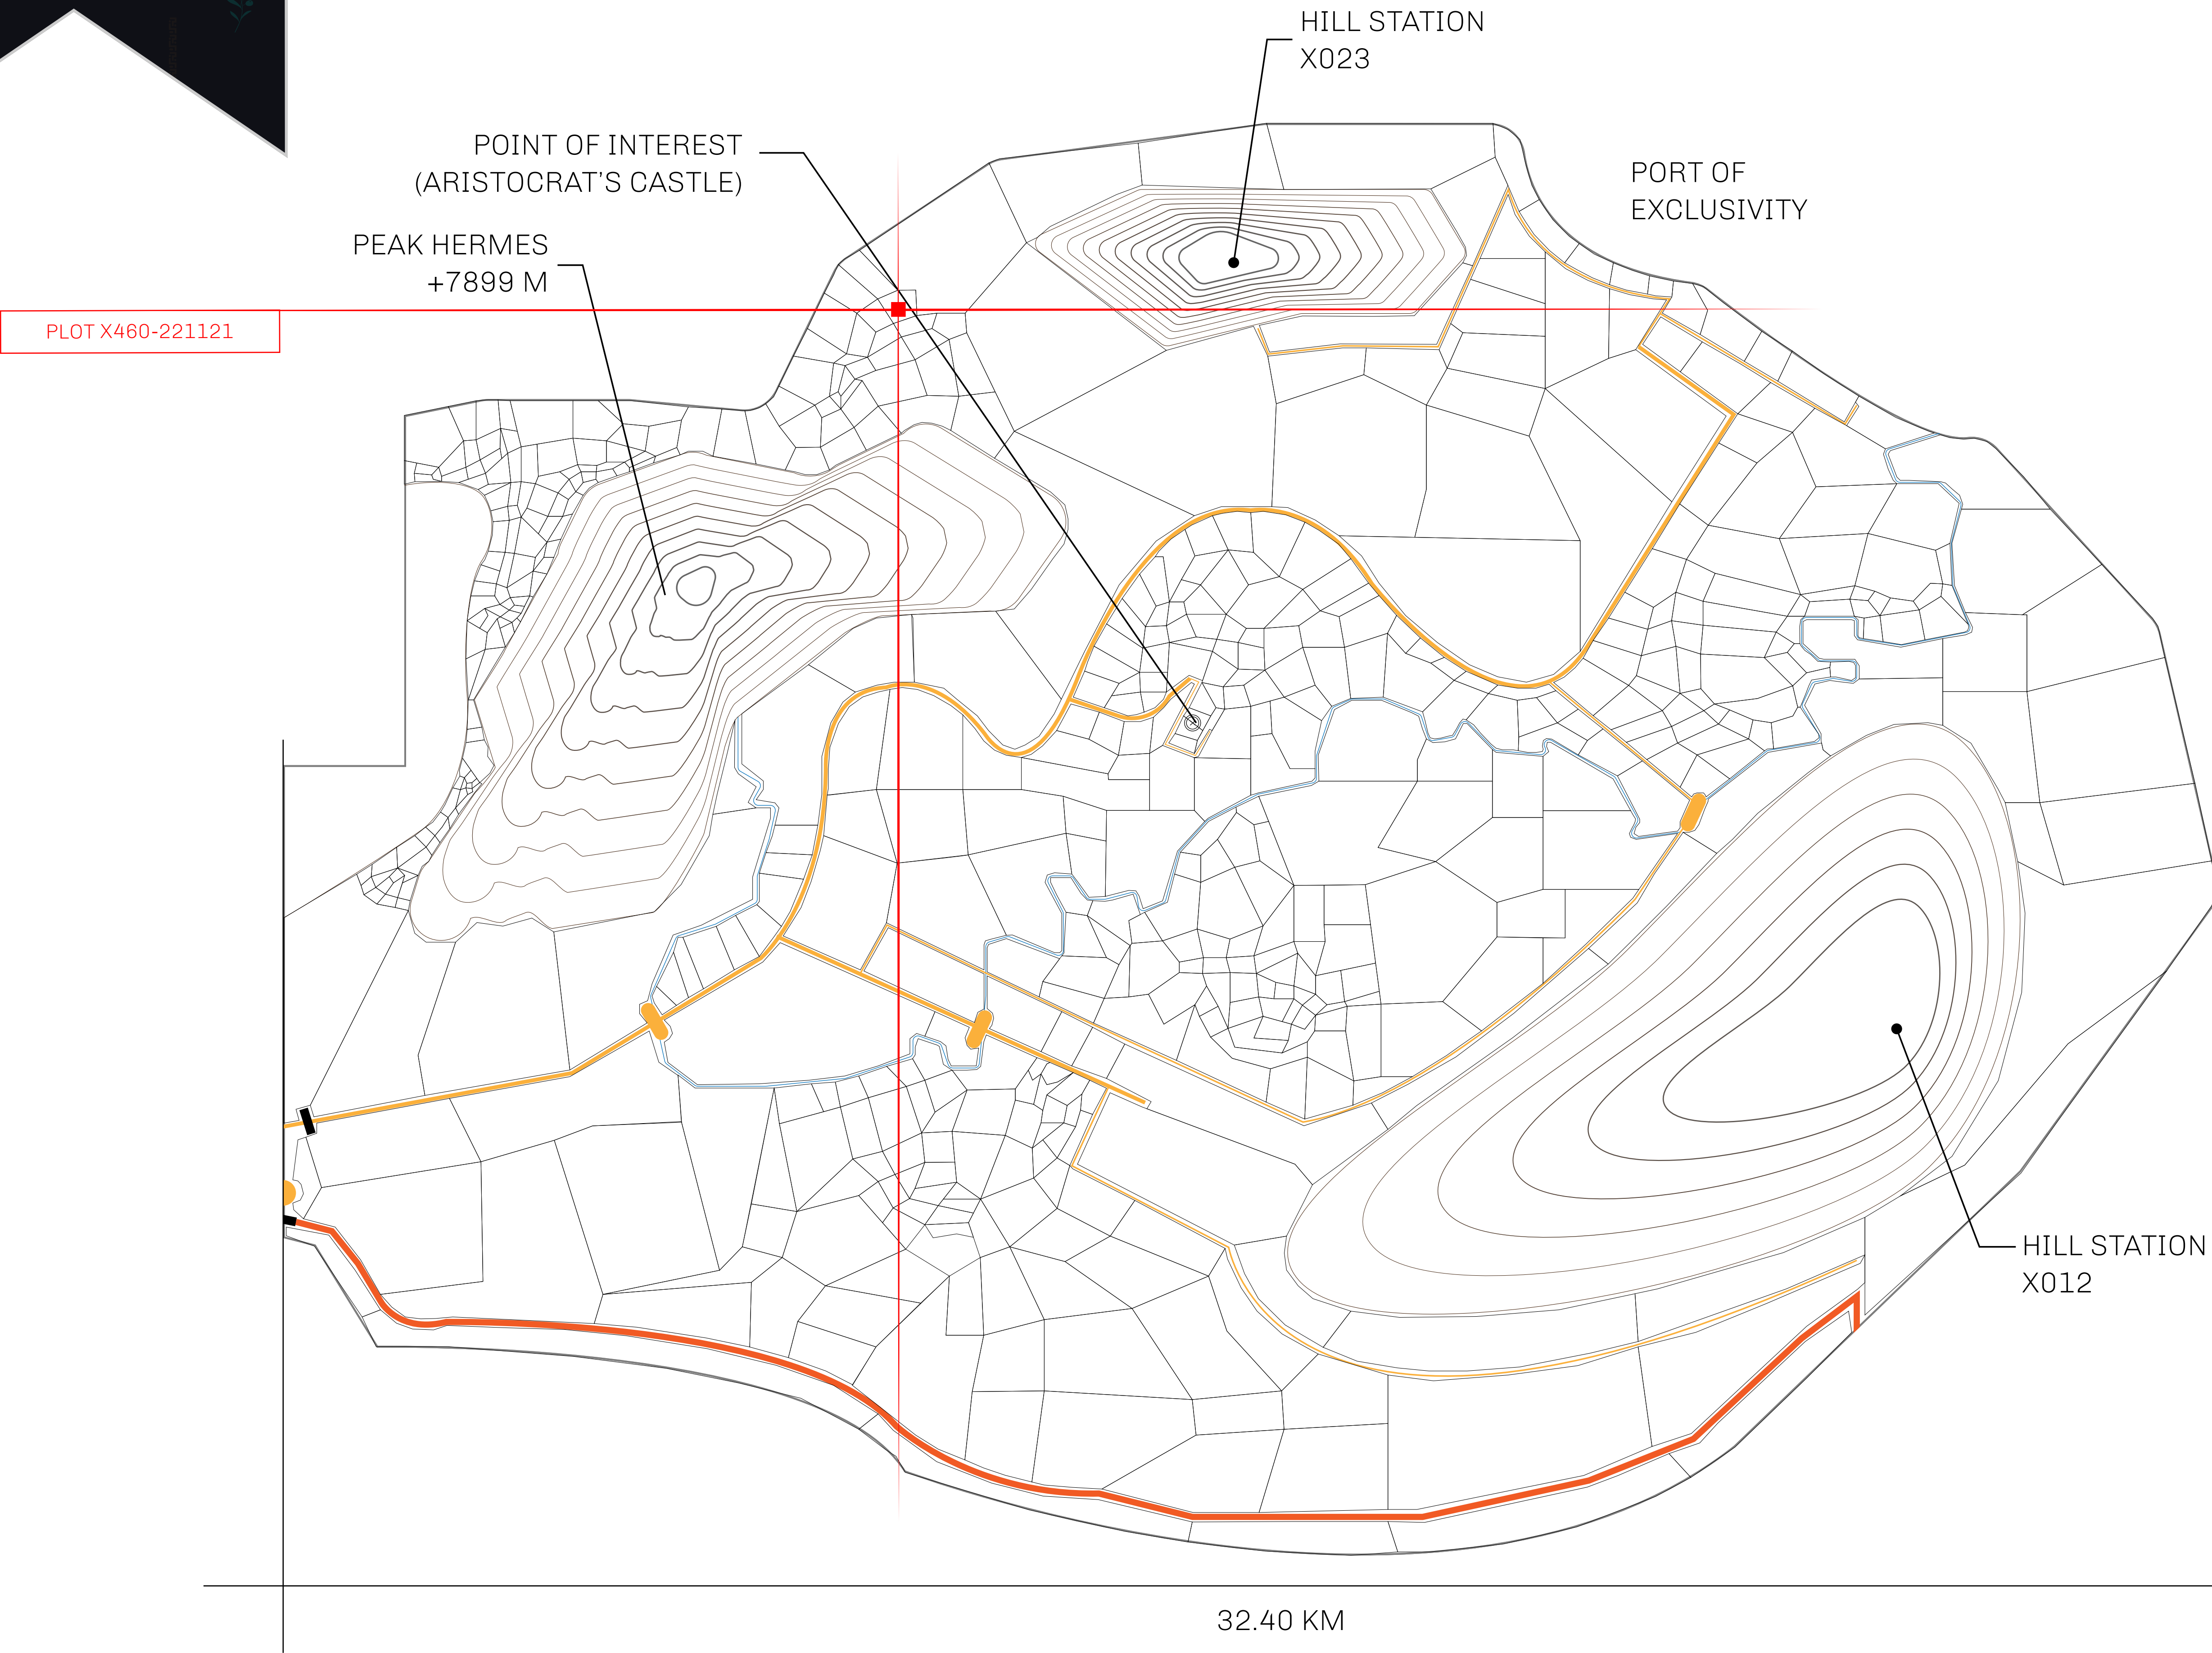 HILL STATION
X023
POINT OF INTEREST
(ARISTOCRAT'S CASTLE)
PORT OF
EXCLUSIVITY
PEAK HERMES
+7899 M
PLOT X460-221121
HILL STATION
X012
32.40 KM